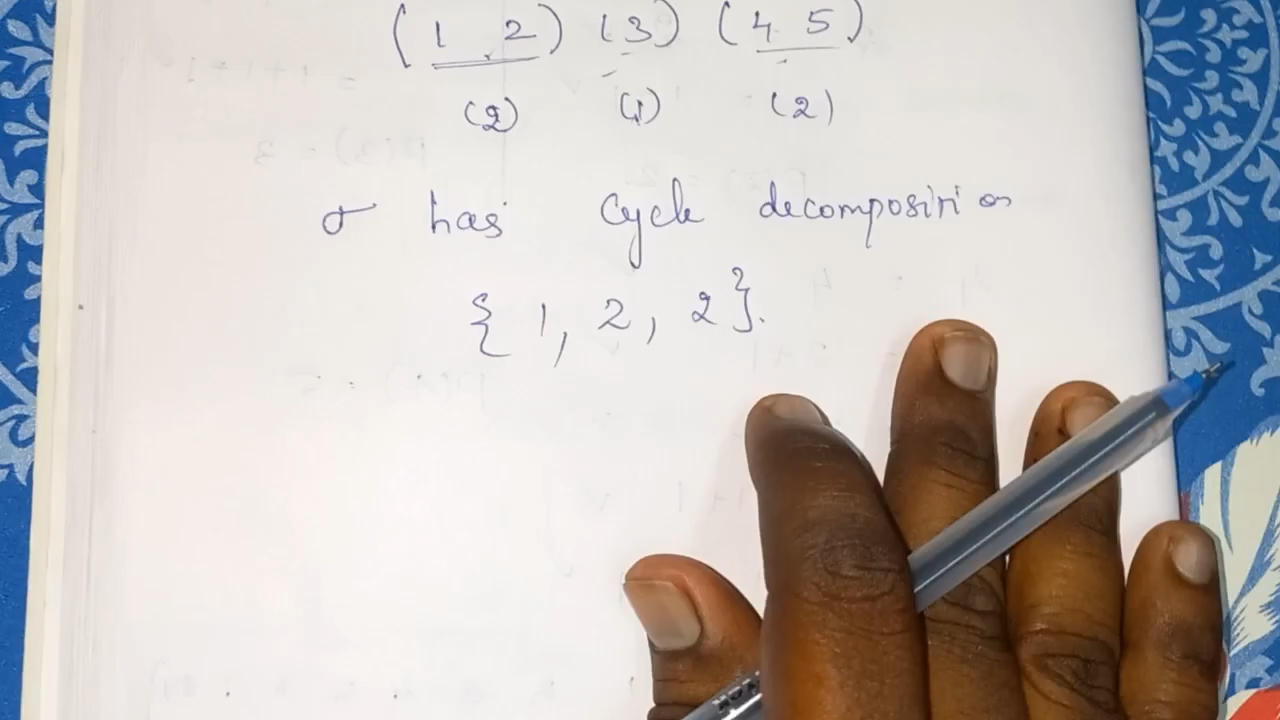 (1 2) (3) (4 5)
(2) (1) (2)
σ has cycle decomposition
{ 1, 2, 2 }.